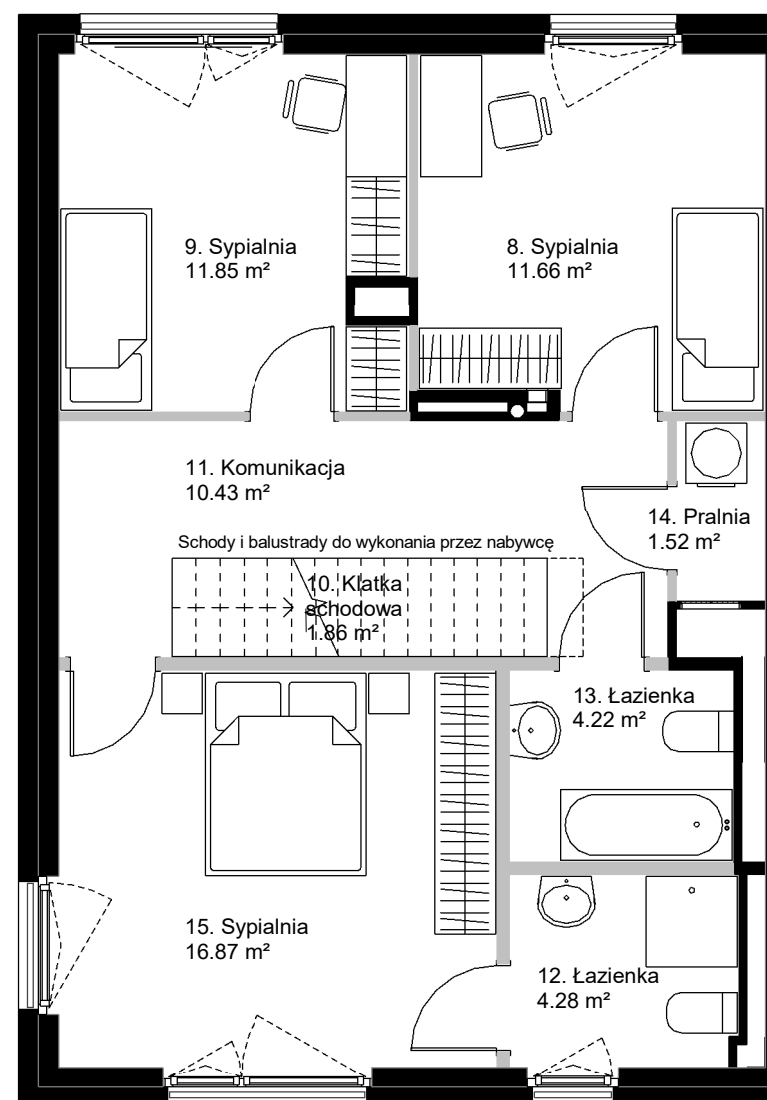 9. Sypialnia
11.85 m²
8. Sypialnia
11.66 m²
11. Komunikacja
10.43 m²
14. Pralnia
1.52 m²
Schody i balustrady do wykonania przez nabywcę
10. Klatka
schodowa
1.86 m²
13. Łazienka
4.22 m²
15. Sypialnia
16.87 m²
12. Łazienka
4.28 m²